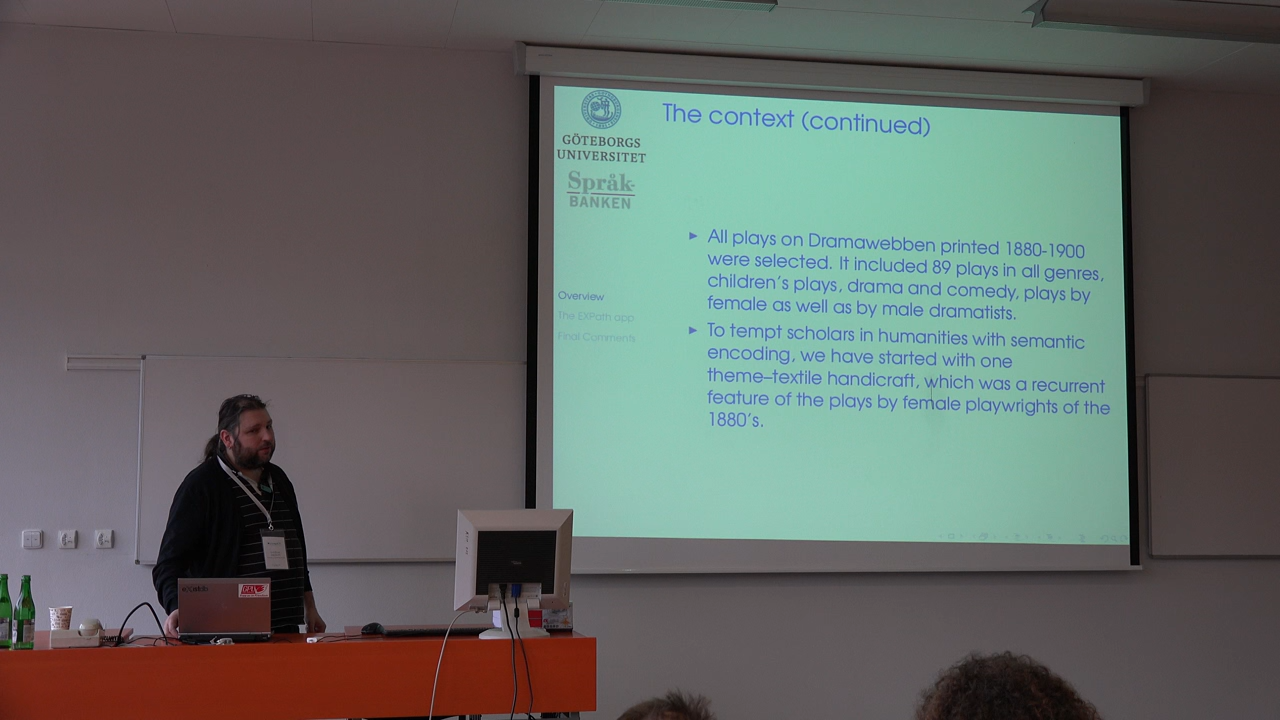 The context (continued)
GÖTEBORGS
UNIVERSITET
Språk-
BANKEN
Overview
The EXPath app
Final Comments
► All plays on Dramawebben printed 1880-1900
were selected. It included 89 plays in all genres,
children's plays, drama and comedy, plays by
female as well as by male dramatists.
► To tempt scholars in humanities with semantic
encoding, we have started with one
theme–textile handicraft, which was a recurrent
feature of the plays by female playwrights of the
1880's.